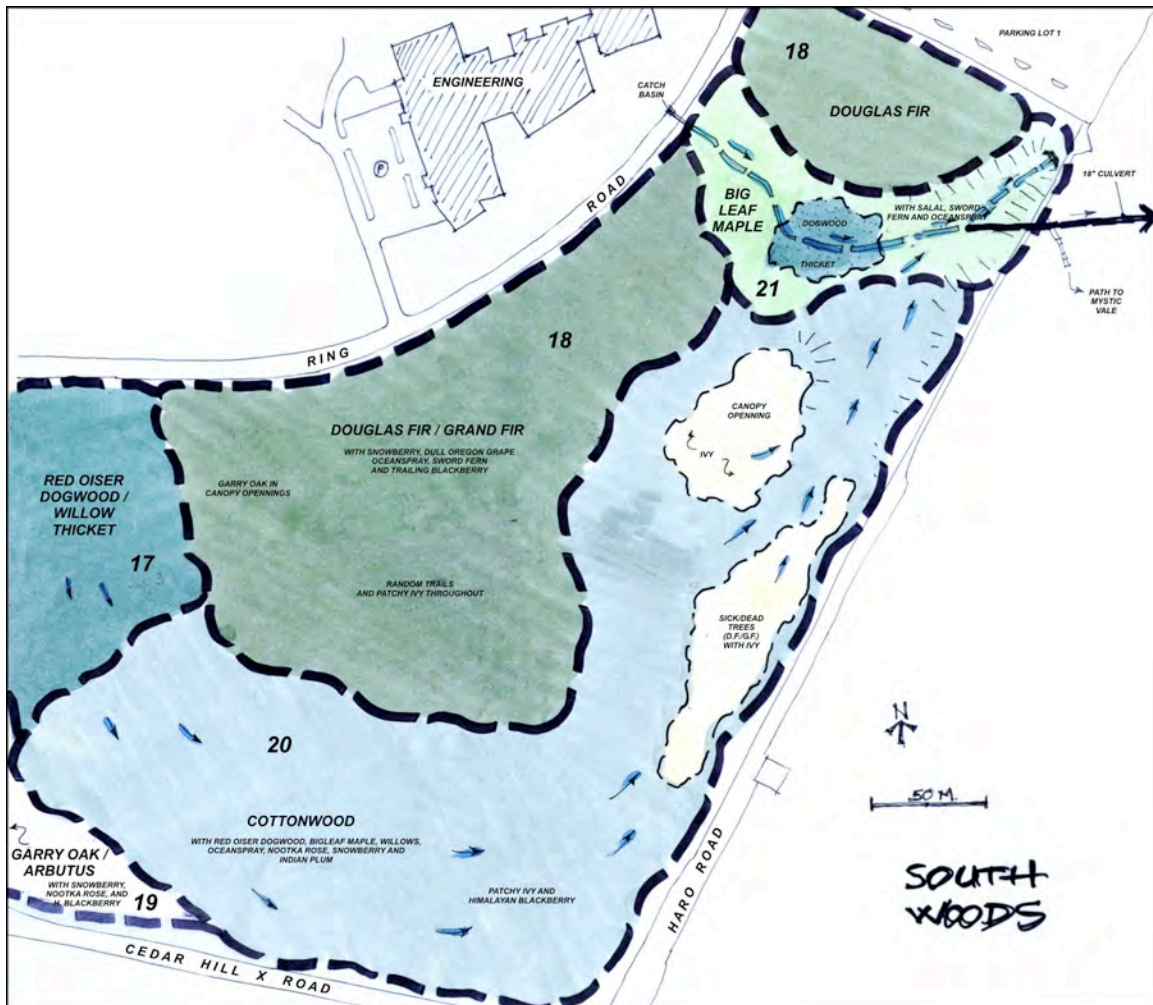 PARKING LOT 1
18
ENGINEERING
CATCH
BASIN
DOUGLAS FIR
18" CULVERT
ROAD
BIG
LEAF
MAPLE
WITH SALAL, SWORD
FERN AND OCEANSPRAY
DOGWOOD
THICKET
P
21
PATH TO
MYSTIC
VALE
RING
18
CANOPY
OPENNING
IVY
DOUGLAS FIR / GRAND FIR
WITH SNOWBERRY, DULL OREGON GRAPE
OCEANSPRAY, SWORD FERN
AND TRAILING BLACKBERRY
GARRY OAK IN
CANOPY OPENNINGS
RED OISER
DOGWOOD /
WILLOW
THICKET
17
RANDOM TRAILS
AND PATCHY IVY THROUGHOUT
SICK/DEAD
TREES
(D.F./G.F.)
WITH IVY
N
20
50 M.
COTTONWOOD
WITH RED OISER DOGWOOD, BIGLEAF MAPLE, WILLOWS,
OCEANSPRAY, NOOTKA ROSE, SNOWBERRY AND
INDIAN PLUM
GARRY OAK /
ARBUTUS
WITH SNOWBERRY,
NOOTKA ROSE, AND
H. BLACKBERRY
19
PATCHY IVY AND
HIMALAYAN BLACKBERRY
HARO ROAD
SOUTH
WOODS
CEDAR HILL X ROAD